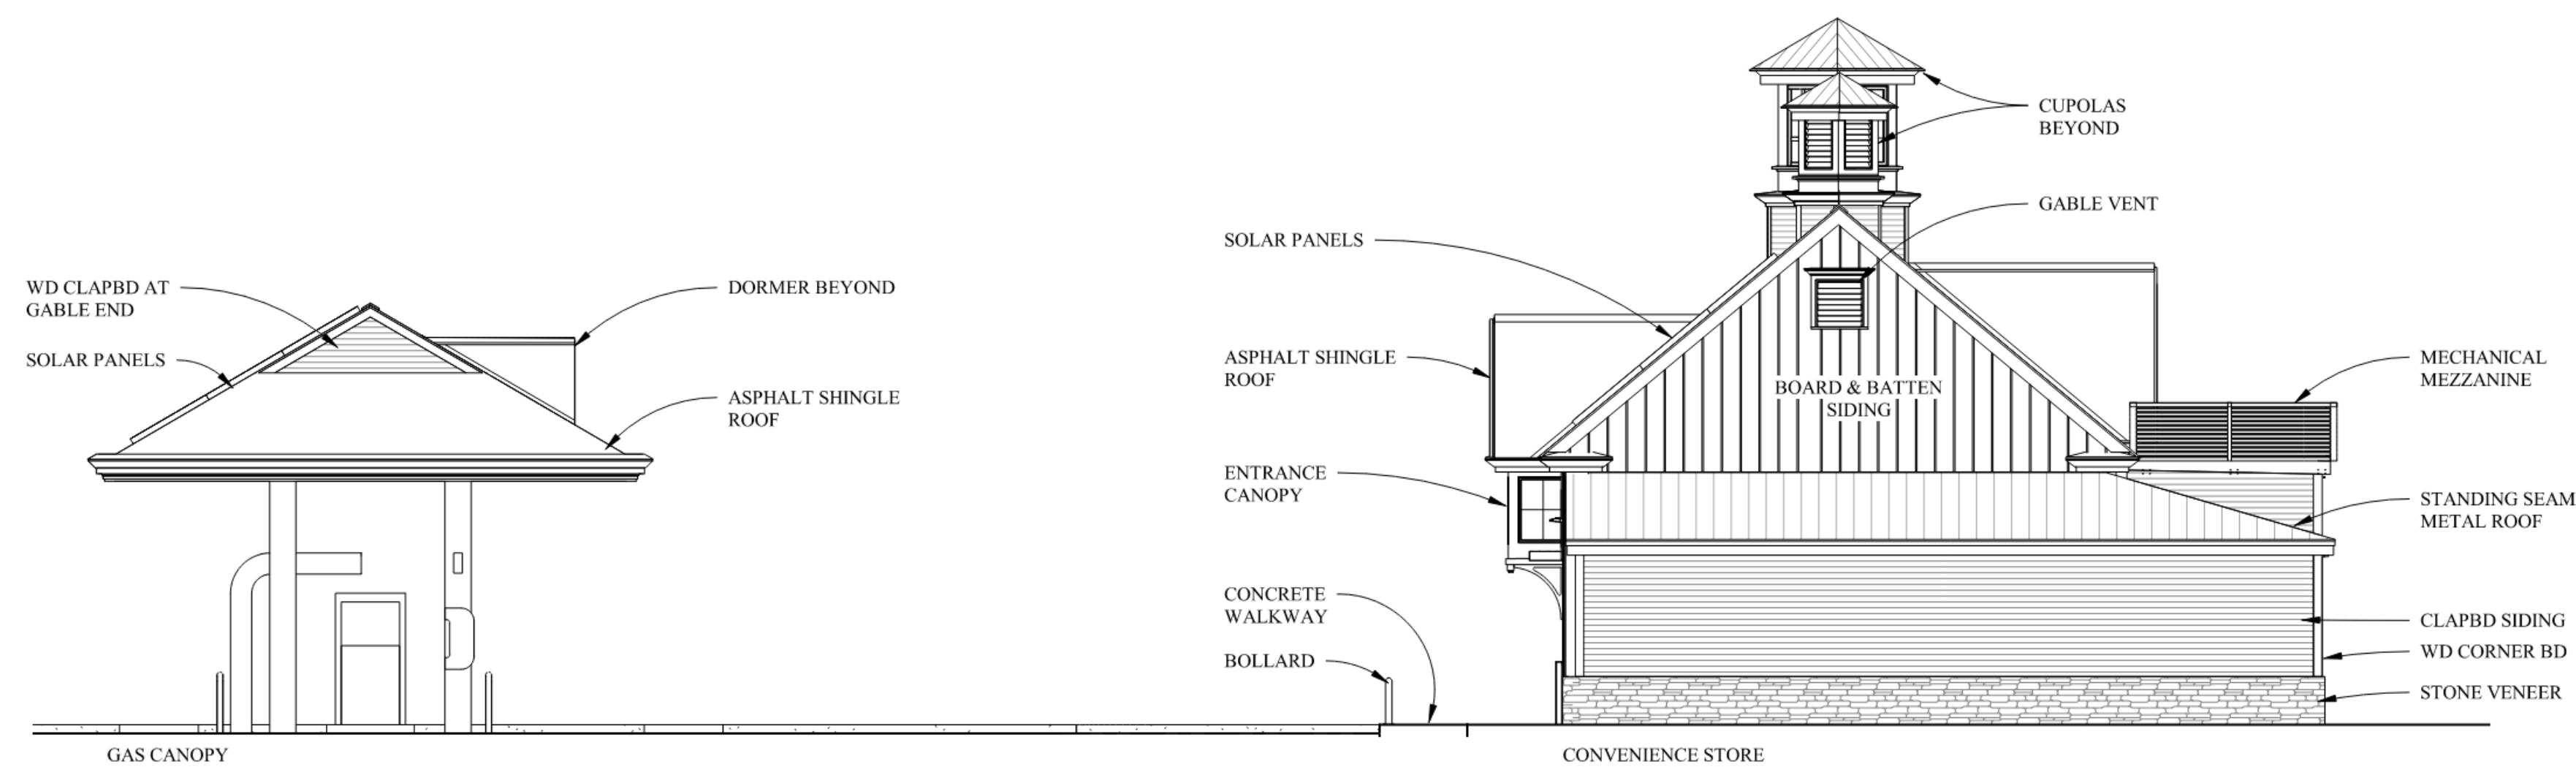 WD CLAPBD AT
GABLE END
SOLAR PANELS
DORMER BEYOND
ASPHALT SHINGLE
ROOF
GAS CANOPY
CUPOLAS
BEYOND
GABLE VENT
SOLAR PANELS
ASPHALT SHINGLE
ROOF
BOARD & BATTEN
SIDING
MECHANICAL
MEZZANINE
ENTRANCE
CANOPY
STANDING SEAM
METAL ROOF
CONCRETE
WALKWAY
BOLLARD
CLAPBD SIDING
WD CORNER BD
STONE VENEER
CONVENIENCE STORE